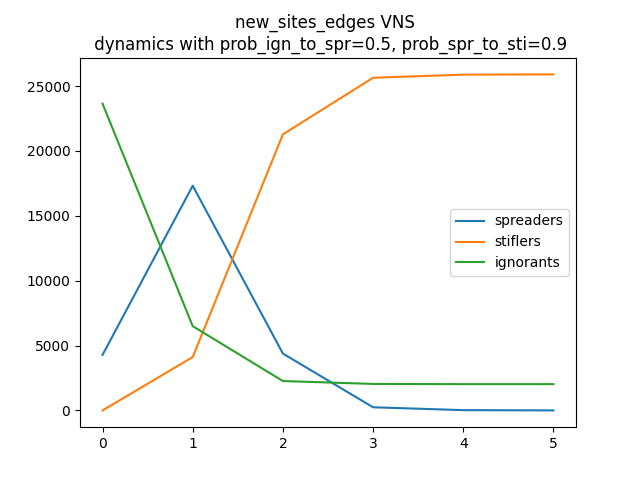 new_sites_edges VNS
dynamics with prob_ign_to_spr=0.5, prob_spr_to_sti=0.9
25000
20000
15000
10000
5000
0
spreaders
stiflers
ignorants
0 1 2 3 4 5